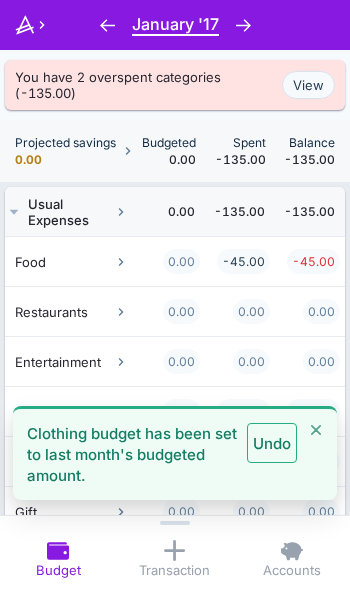 January '17
You have 2 overspent categories
(-135.00)
View
Projected savings
0.00
Budgeted
0.00
Spent
-135.00
Balance
-135.00
Usual
Expenses
0.00 -135.00 -135.00
Food 0.00 -45.00 -45.00
Restaurants 0.00 0.00 0.00
Entertainment 0.00 0.00 0.00
Clothing budget has been set
to last month's budgeted
amount.
Undo
Gift 0.00 0.00 0.00
Budget Transaction Accounts